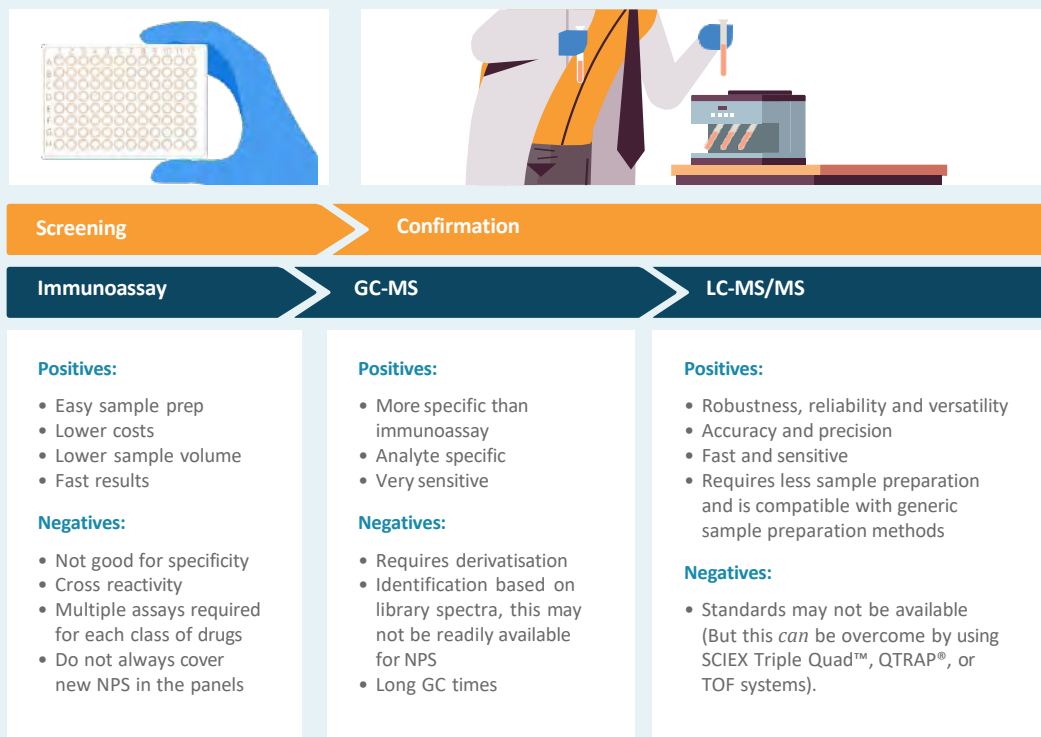 Screening
Confirmation
Immunoassay
GC-MS
LC-MS/MS
Positives:
• Easy sample prep
• Lower costs
• Lower sample volume
• Fast results
Negatives:
• Not good for specificity
• Cross reactivity
• Multiple assays required
for each class of drugs
• Do not always cover
new NPS in the panels
Positives:
• More specific than
immunoassay
• Analyte specific
• Very sensitive
Negatives:
• Requires derivatisation
• Identification based on
library spectra, this may
not be readily available
for NPS
• Long GC times
Positives:
• Robustness, reliability and versatility
• Accuracy and precision
• Fast and sensitive
• Requires less sample preparation
and is compatible with generic
sample preparation methods
Negatives:
• Standards may not be available
(But this can be overcome by using
SCIEX Triple Quad™, QTRAP®, or
TOF systems).